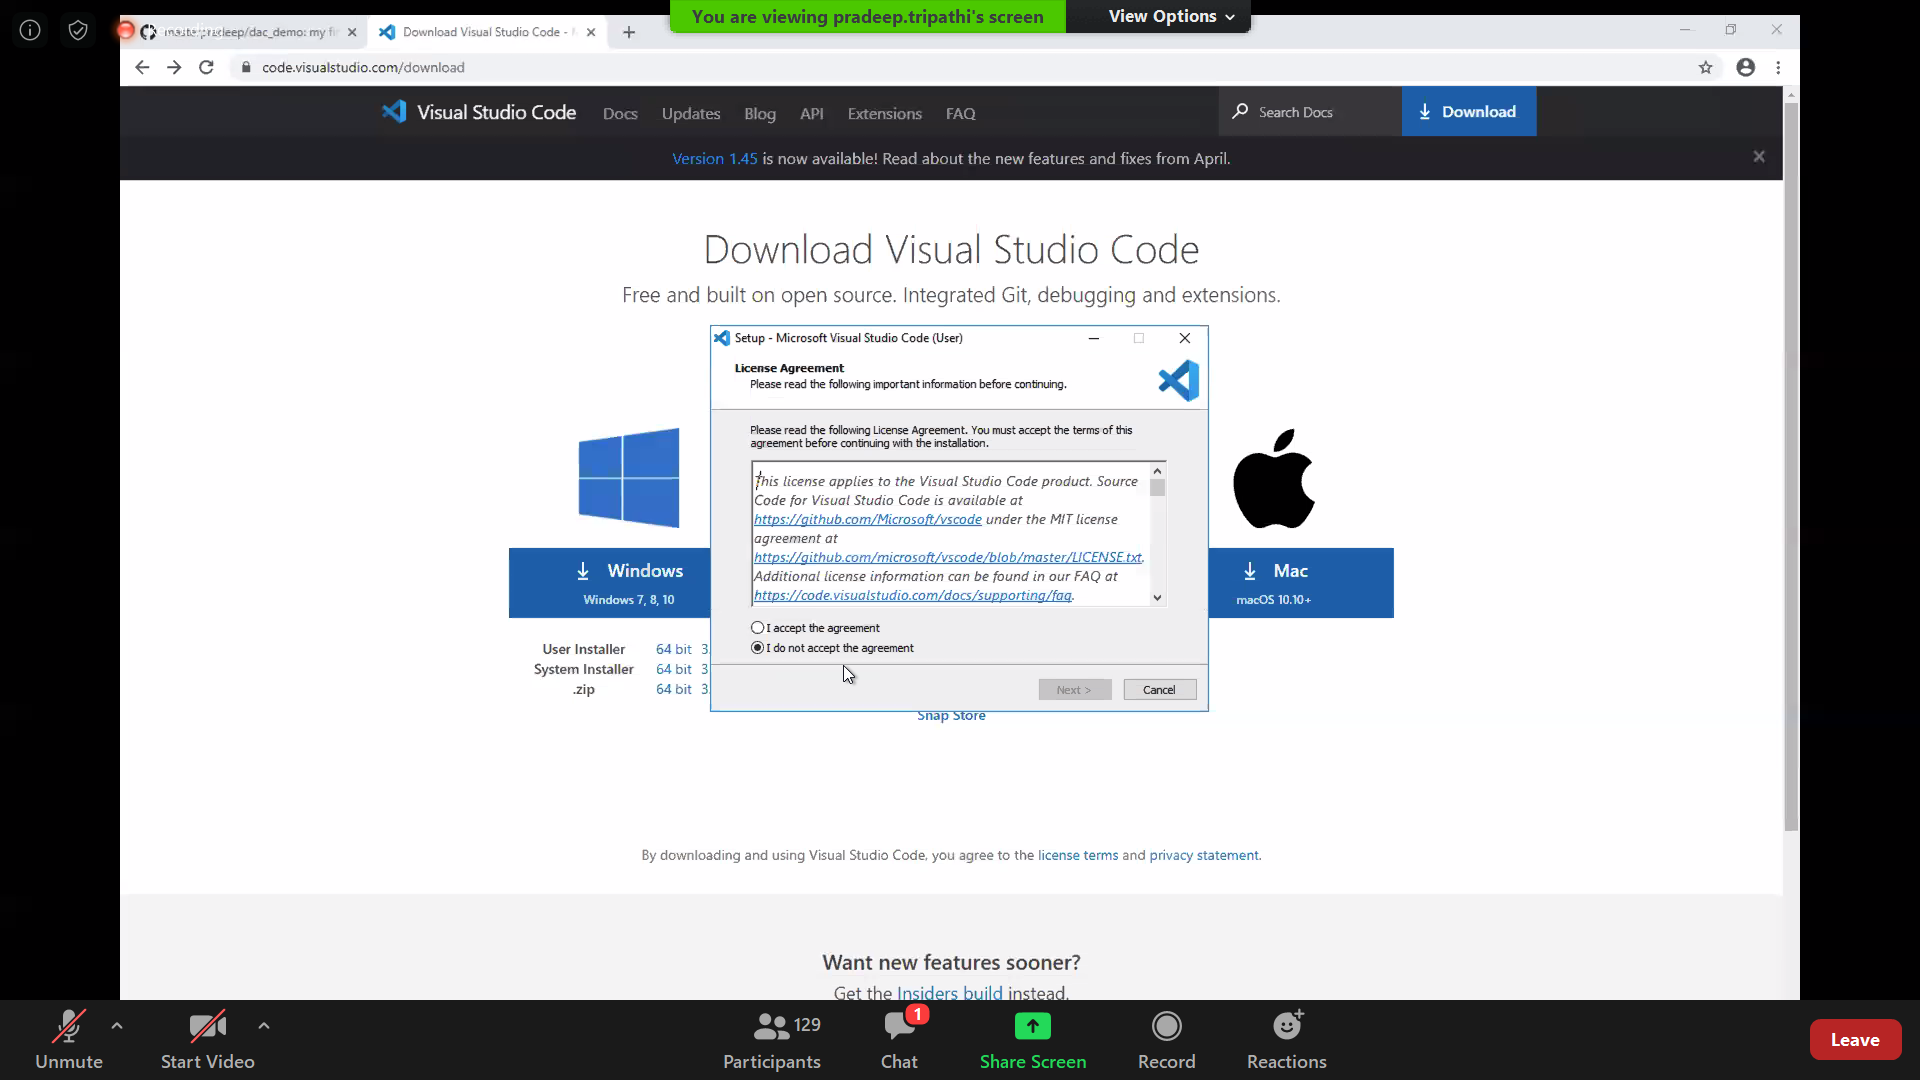 You are viewing pradeep.tripathi's screen
View Options
deep/dac_demo: my fi
Download Visual Studio Code -
code.visualstudio.com/download
Visual Studio Code
Docs
Updates
Blog
API
Extensions
FAQ
Search Docs
Download
Version 1.45 is now available! Read about the new features and fixes from April.
Download Visual Studio Code
Free and built on open source. Integrated Git, debugging and extensions.
Setup - Microsoft Visual Studio Code (User)
License Agreement
Please read the following important information before continuing.
Please read the following License Agreement. You must accept the terms of this
agreement before continuing with the installation.
This license applies to the Visual Studio Code product. Source
Code for Visual Studio Code is available at
https://github.com/Microsoft/vscode under the MIT license
agreement at
https://github.com/microsoft/vscode/blob/master/LICENSE.txt.
Additional license information can be found in our FAQ at
https://code.visualstudio.com/docs/supporting/faq.
I accept the agreement
I do not accept the agreement
Next >
Cancel
Windows
Windows 7, 8, 10
User Installer 64 bit 3
System Installer 64 bit 3
.zip 64 bit 3
Mac
macOS 10.10+
Snap Store
By downloading and using Visual Studio Code, you agree to the license terms and privacy statement.
Want new features sooner?
Get the Insiders build instead.
Unmute
Start Video
129
Participants
1
Chat
Share Screen
Record
Reactions
Leave